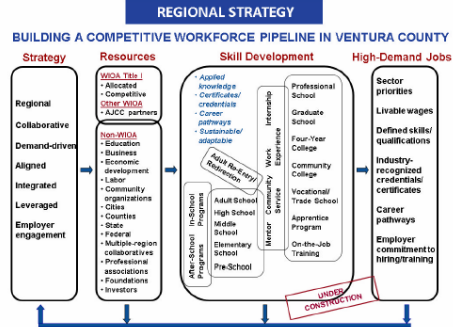 REGIONAL STRATEGY
BUILDING A COMPETITIVE WORKFORCE PIPELINE IN VENTURA COUNTY
Strategy
Regional
Collaborative
Demand-driven
Aligned
Integrated
Leveraged
Employer
engagement
Resources
WIOA Title I
• Allocated
• Competitive
Other WIOA
• AJCC partners
Non-WIOA
• Education
• Business
• Economic
development
• Labor
• Community
organizations
• Cities
• Counties
• State
• Federal
• Multiple-region
collaboratives
• Professional
associations
• Foundations
• Investors
Skill Development
• Applied
knowledge
• Certificates/
credentials
• Career
pathways
• Sustainable/
adaptable
Adult Re-Entry/
Redirection
After-School
Programs
In-School
Programs
Adult School
High School
Middle
School
Elementary
School
Pre-School
Mentor
Community
Service
Work
Experience
Internship
Professional
School
Graduate
School
Four-Year
College
Community
College
Vocational/
Trade School
Apprentice
Program
On-the-Job
Training
UNDER
CONSTRUCTION
High-Demand Jobs
Sector
priorities
Livable wages
Defined skills/
qualifications
Industry-
recognized
credentials/
certificates
Career
pathways
Employer
commitment to
hiring/training